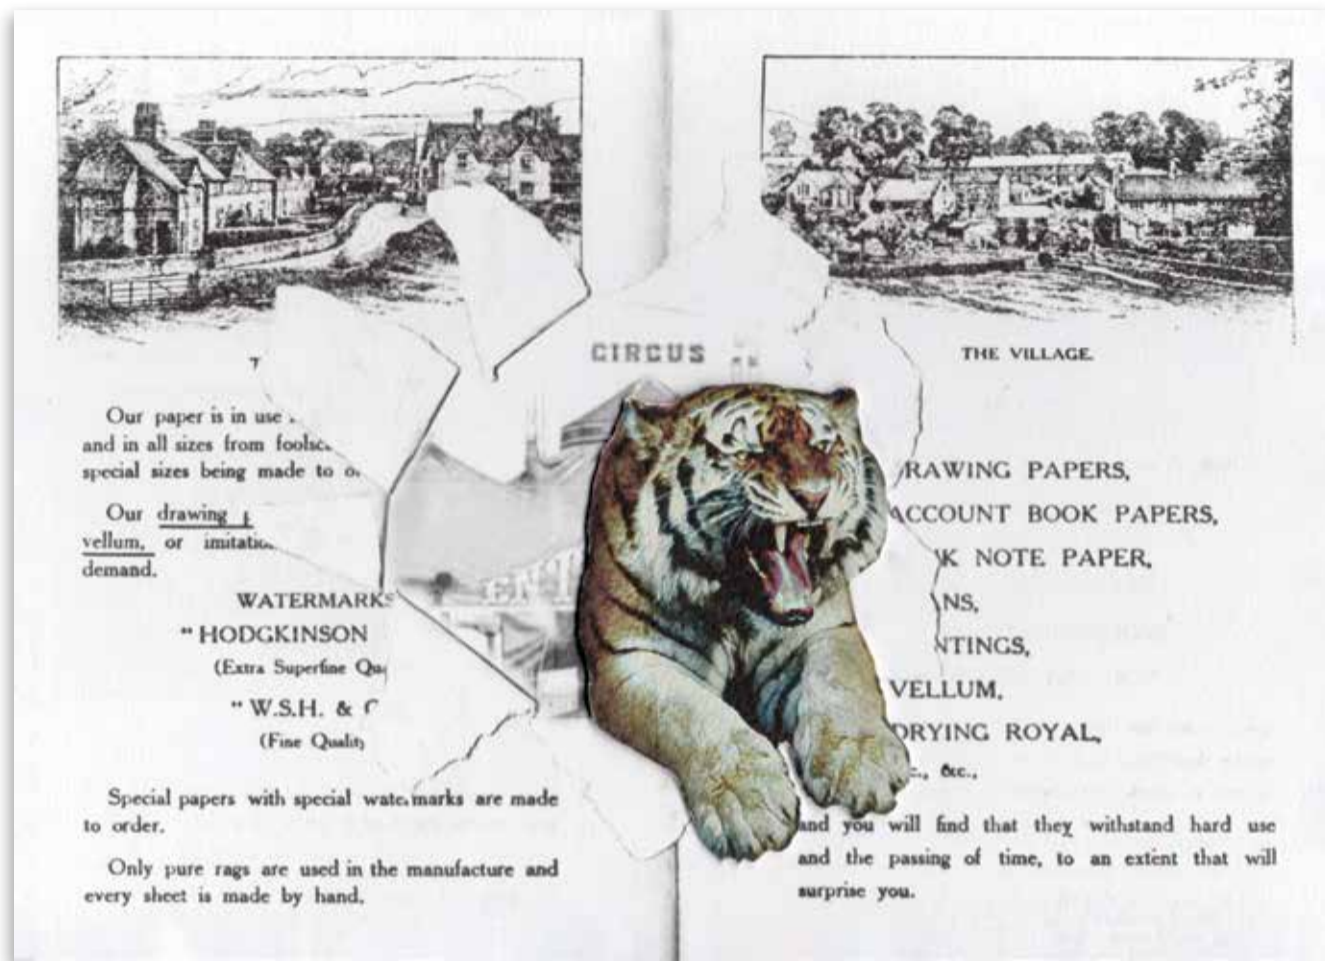 Our paper is in use
and in all sizes from
special sizes being made to
Our drawing
vellum, or
demand.
WATERMARKS
"HODGKINSON
(Extra Superfine
"W.S.H. &
(Fine
Special papers with special watermarks are made
to order.
Only pure rags are used in the manufacture and
every sheet is made by hand.
CIRCUS
THE VILLAGE.
RAWING PAPERS,
ACCOUNT BOOK PAPERS,
K NOTE PAPER,
NS,
NTINGS,
VELLUM,
DRYING ROYAL,
&c.,
and you will find that they withstand hard use
and the passing of time, to an extent that will
surprise you.